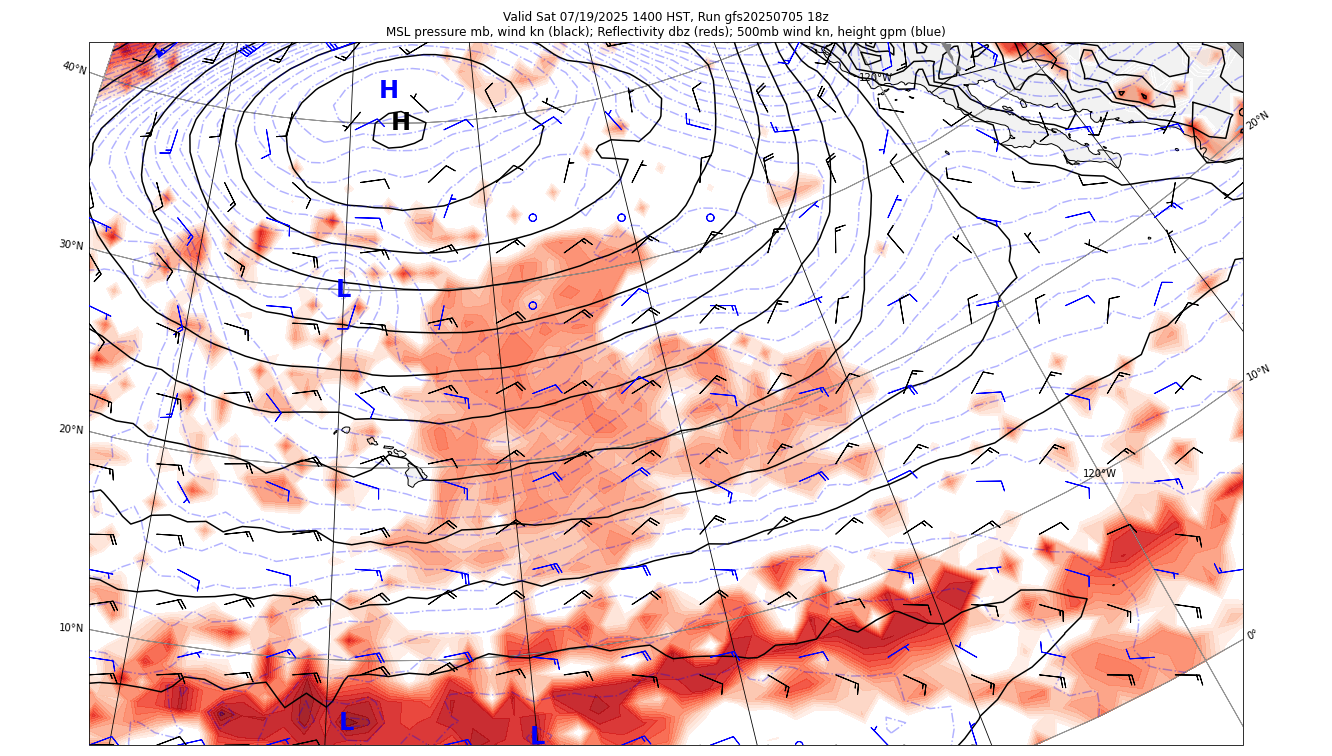 Valid Sat 07/19/2025 1400 HST, Run gfs20250705 18z
MSL pressure mb, wind kn (black); Reflectivity dbz (reds); 500mb wind kn, height gpm (blue)
40°N
120°W
H
H
20°N
30°N
L
10°N
20°N
120°W
10°N
0°
L
L